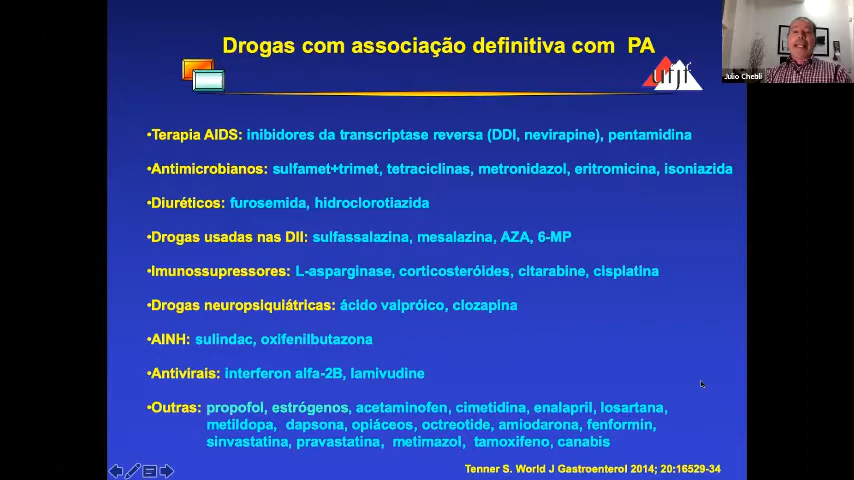 Drogas com associação definitiva com PA
ufjf
Julio Chebli
•Terapia AIDS: inibidores da transcriptase reversa (DDI, nevirapine), pentamidina
•Antimicrobianos: sulfamet+trimet, tetraciclinas, metronidazol, eritromicina, isoniazida
•Diuréticos: furosemida, hidroclorotiazida
•Drogas usadas nas DII: sulfassalazina, mesalazina, AZA, 6-MP
•Imunossupressores: L-asparginase, corticosteróides, citarabine, cisplatina
•Drogas neuropsiquiátricas: ácido valpróico, clozapina
•AINH: sulindac, oxifenilbutazona
•Antivirais: interferon alfa-2B, lamivudine
•Outras: propofol, estrógenos, acetaminofen, cimetidina, enalapril, losartana,
metildopa, dapsona, opiáceos, octreotide, amiodarona, fenformin,
sinvastatina, pravastatina, metimazol, tamoxifeno, canabis
Tenner S. World J Gastroenterol 2014; 20:16529-34